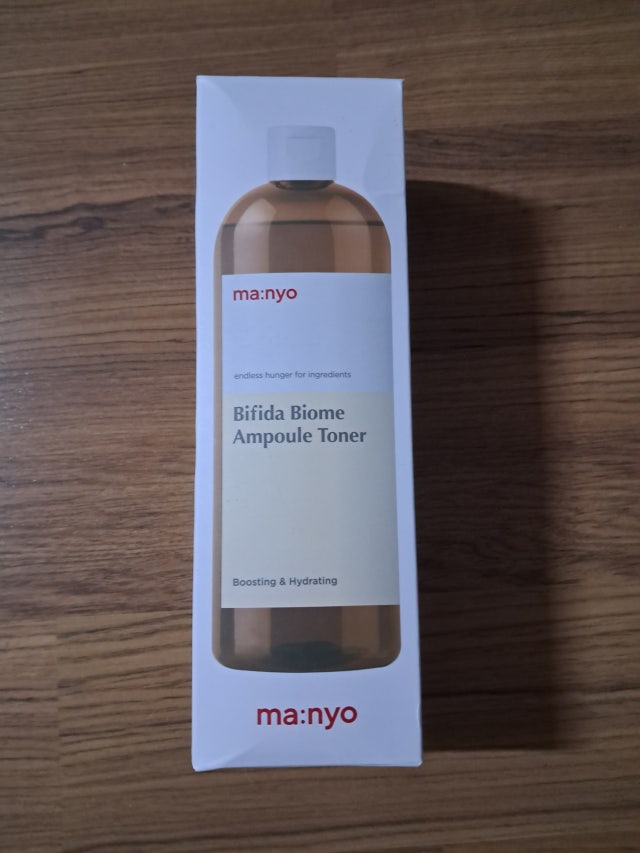 ma:nyo
endless hunger for ingredients
Bifida Biome
Ampoule Toner
Boosting & Hydrating
ma:nyo